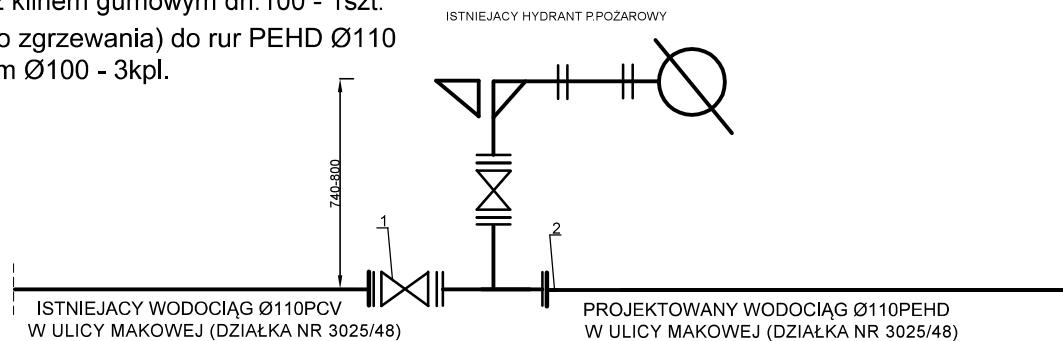 z klinem gumowym dn.100 - 1szt.
o zgrzewania) do rur PEHD Ø110
m Ø100 - 3kpl.
ISTNIEJACY HYDRANT P.POŻAROWY
740-800
1
2
ISTNIEJACY WODOCIĄG Ø110PCV
W ULICY MAKOWEJ (DZIAŁKA NR 3025/48)
PROJEKTOWANY WODOCIĄG Ø110PEHD
W ULICY MAKOWEJ (DZIAŁKA NR 3025/48)